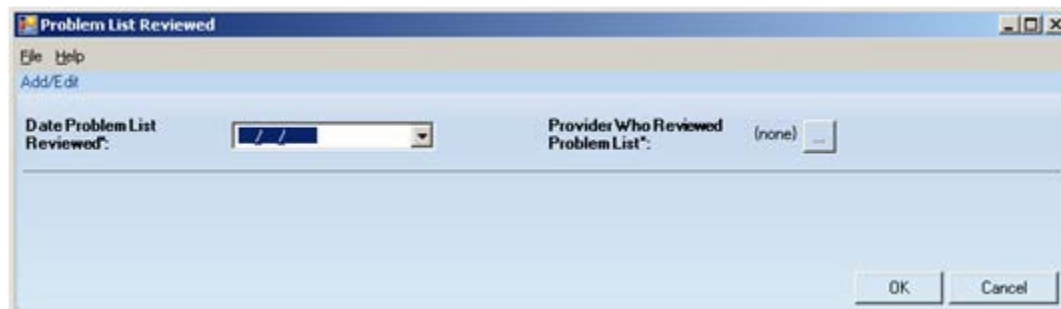 Problem List Reviewed
File Help
Add/Edit
Date Problem List
Reviewed*:
_/_/_
Provider Who Reviewed
Problem List*:
(none)
...
OK
Cancel